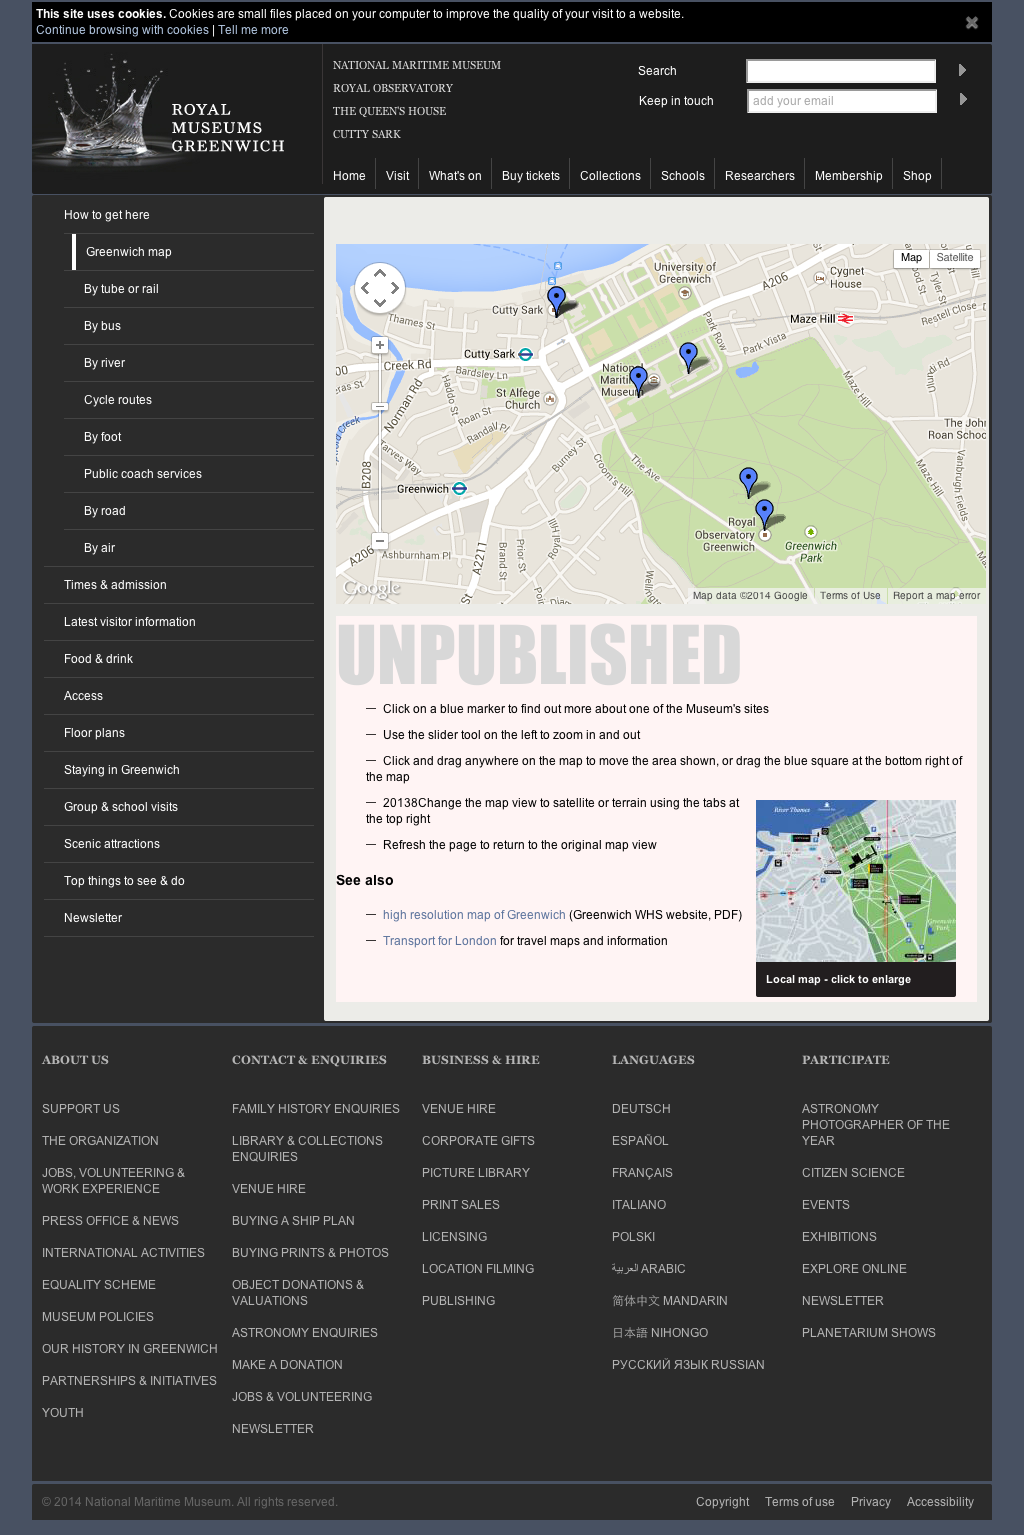 This site uses cookies. Cookies are small files placed on your computer to improve the quality of your visit to a website.
Continue browsing with cookies | Tell me more
ROYAL
MUSEUMS
GREENWICH
NATIONAL MARITIME MUSEUM
ROYAL OBSERVATORY
THE QUEEN'S HOUSE
CUTTY SARK
Search
Keep in touch
add your email
Home
Visit
What's on
Buy tickets
Collections
Schools
Researchers
Membership
Shop
How to get here
Greenwich map
By tube or rail
By bus
By river
Cycle routes
By foot
Public coach services
By road
By air
Times & admission
Latest visitor information
Food & drink
Access
Floor plans
Staying in Greenwich
Group & school visits
Scenic attractions
Top things to see & do
Newsletter
Map
Satellite
University of
Greenwich
A206
Cygnet
House
Cutty Sark
Thames St
Maze Hill
Restell Close
Tyler St
Park Row
Park Vista
Cutty Sark
Creek Rd
Bardsley Ln
National
Maritime
Museum
Maze Hill
Norman Rd
Haddo St
Roan St
St Alfege
Church
Randall Pl
The John
Roan School
Tarves Way
Burney St
Croom's Hill
The Ave
Maze Hill
Vanbrugh Fields
B208
Greenwich
Royal
Observatory
Greenwich
Greenwich
Park
A206
Ashburnham Pl
A2211
Brand St
Prior St
Royal Hill
Google
Map data ©2014 Google
Terms of Use
Report a map error
UNPUBLISHED
— Click on a blue marker to find out more about one of the Museum's sites
— Use the slider tool on the left to zoom in and out
— Click and drag anywhere on the map to move the area shown, or drag the blue square at the bottom right of
the map
— 20138Change the map view to satellite or terrain using the tabs at
the top right
— Refresh the page to return to the original map view
See also
— high resolution map of Greenwich (Greenwich WHS website, PDF)
— Transport for London for travel maps and information
River Thames
Greenwich
Park
Local map - click to enlarge
ABOUT US
SUPPORT US
THE ORGANIZATION
JOBS, VOLUNTEERING &
WORK EXPERIENCE
PRESS OFFICE & NEWS
INTERNATIONAL ACTIVITIES
EQUALITY SCHEME
MUSEUM POLICIES
OUR HISTORY IN GREENWICH
PARTNERSHIPS & INITIATIVES
YOUTH
CONTACT & ENQUIRIES
FAMILY HISTORY ENQUIRIES
LIBRARY & COLLECTIONS
ENQUIRIES
VENUE HIRE
BUYING A SHIP PLAN
BUYING PRINTS & PHOTOS
OBJECT DONATIONS &
VALUATIONS
ASTRONOMY ENQUIRIES
MAKE A DONATION
JOBS & VOLUNTEERING
NEWSLETTER
BUSINESS & HIRE
VENUE HIRE
CORPORATE GIFTS
PICTURE LIBRARY
PRINT SALES
LICENSING
LOCATION FILMING
PUBLISHING
LANGUAGES
DEUTSCH
ESPAÑOL
FRANÇAIS
ITALIANO
POLSKI
العربية ARABIC
简体中文 MANDARIN
日本語 NIHONGO
РУССКИЙ ЯЗЫК RUSSIAN
PARTICIPATE
ASTRONOMY
PHOTOGRAPHER OF THE
YEAR
CITIZEN SCIENCE
EVENTS
EXHIBITIONS
EXPLORE ONLINE
NEWSLETTER
PLANETARIUM SHOWS
© 2014 National Maritime Museum. All rights reserved.
Copyright
Terms of use
Privacy
Accessibility